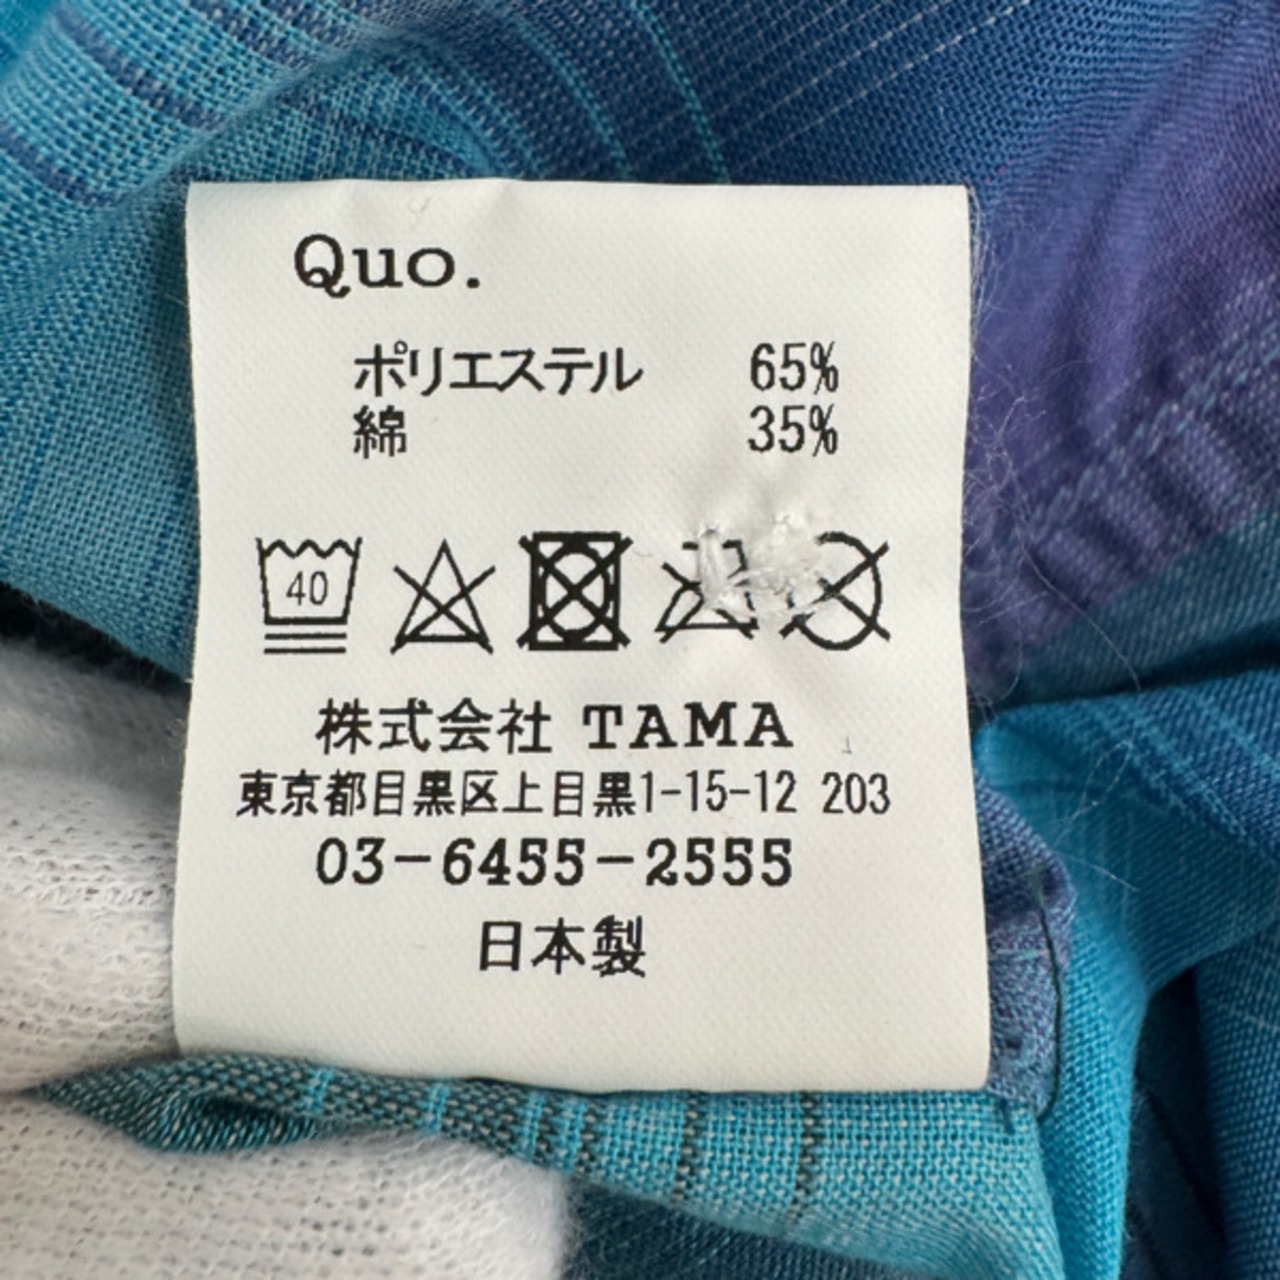 Quo.
ポリエステル 65%
綿 35%
40
株式会社 TAMA
東京都目黒区上目黒1-15-12 203
03-6455-2555
日本製